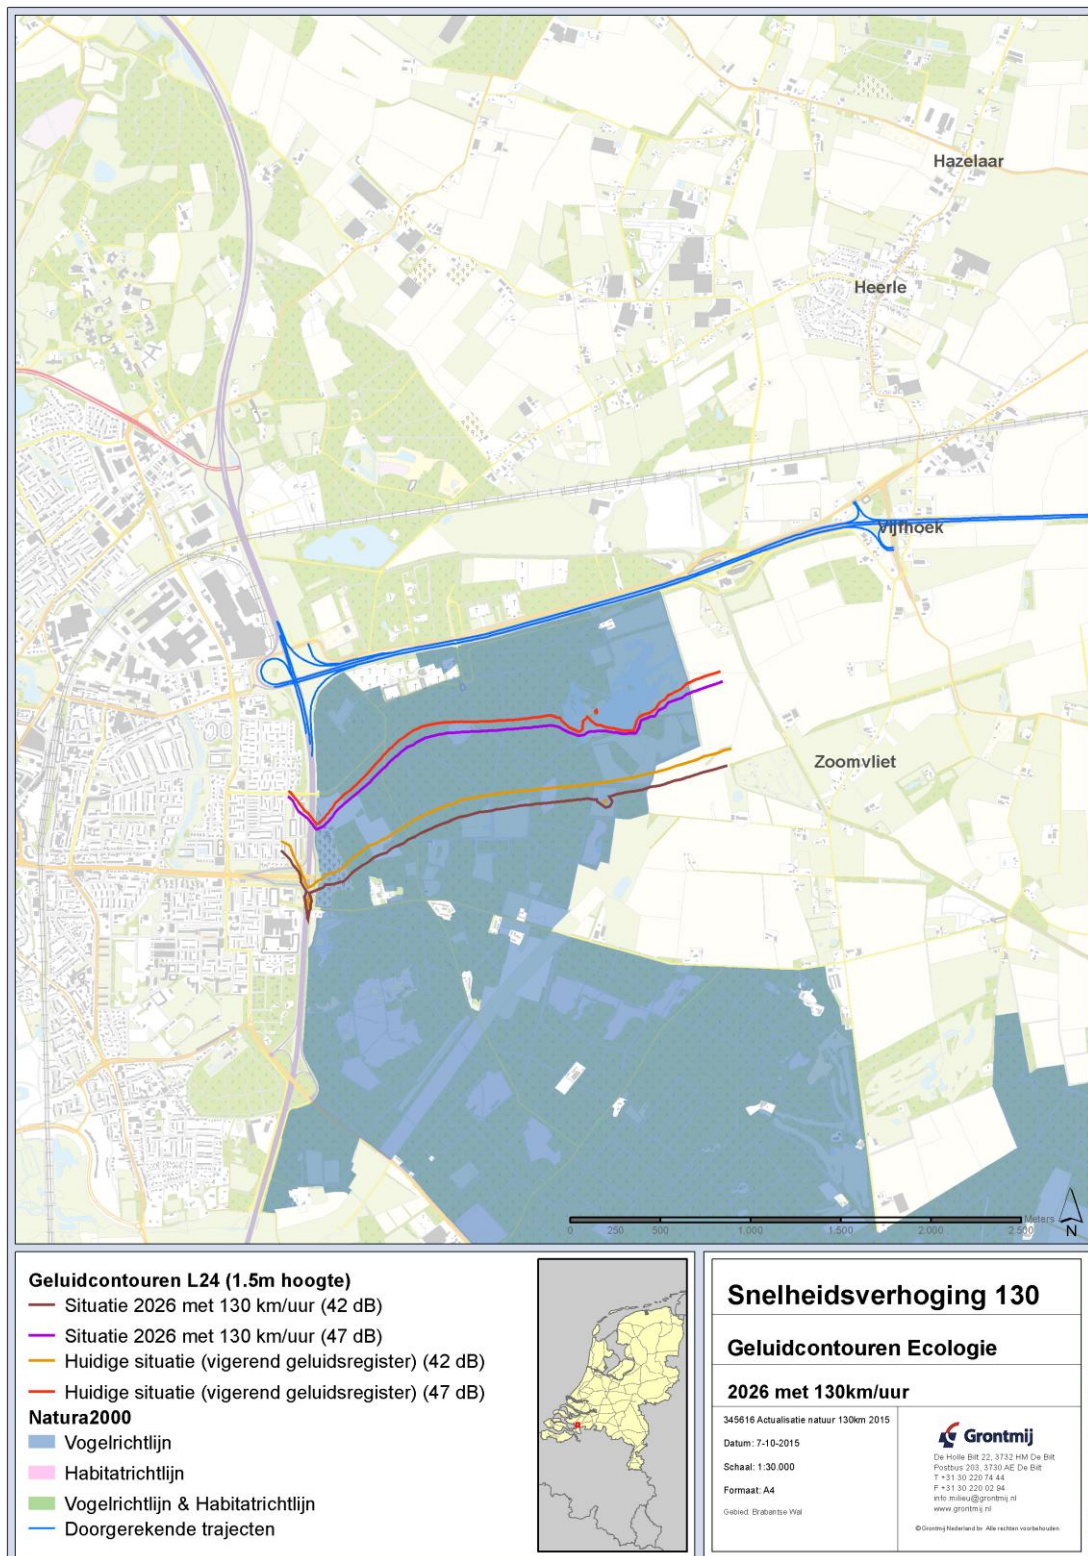 Hazelaar
Heerle
Vijfhoek
Zoomvliet
Meters
0 250 500 1.000 1.500 2.000 2.500
N
Geluidcontouren L24 (1.5m hoogte)
Situatie 2026 met 130 km/uur (42 dB)
Situatie 2026 met 130 km/uur (47 dB)
Huidige situatie (vigerend geluidsregister) (42 dB)
Huidige situatie (vigerend geluidsregister) (47 dB)
Natura2000
Vogelrichtlijn
Habitatrichtlijn
Vogelrichtlijn & Habitatrichtlijn
Doorgerekende trajecten
Snelheidsverhoging 130
Geluidcontouren Ecologie
2026 met 130km/uur
345616 Actualisatie natuur 130km 2015
Datum: 7-10-2015
Schaal: 1:30.000
Formaat: A4
Gebied: Brabantse Wal
Grontmij
De Holle Bilt 22, 3732 HM De Bilt
Postbus 203, 3730 AE De Bilt
T +31 30 220 74 44
F +31 30 220 02 94
info.milieu@grontmij.nl
www.grontmij.nl
© Grontmij Nederland bv Alle rechten voorbehouden